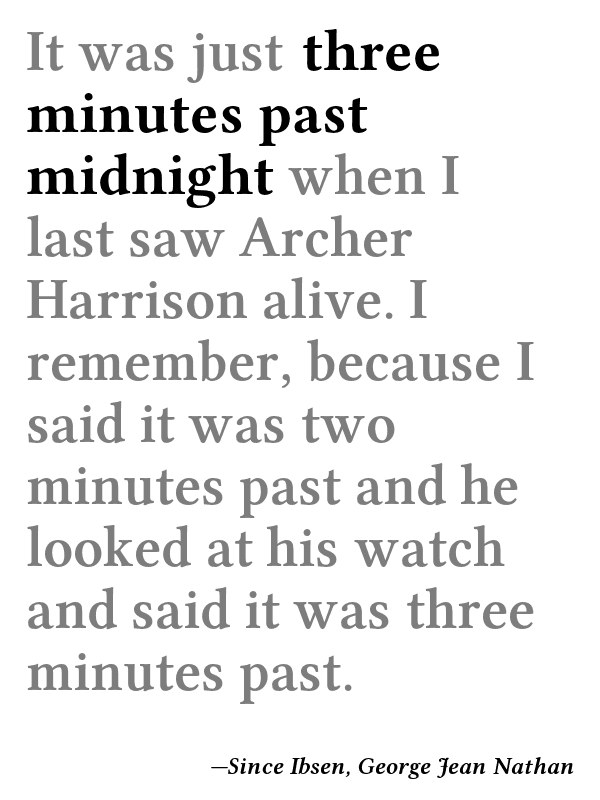 It was just three
minutes past
midnight when I
last saw Archer
Harrison alive. I
remember, because I
said it was two
minutes past and he
looked at his watch
and said it was three
minutes past.
—Since Ibsen, George Jean Nathan